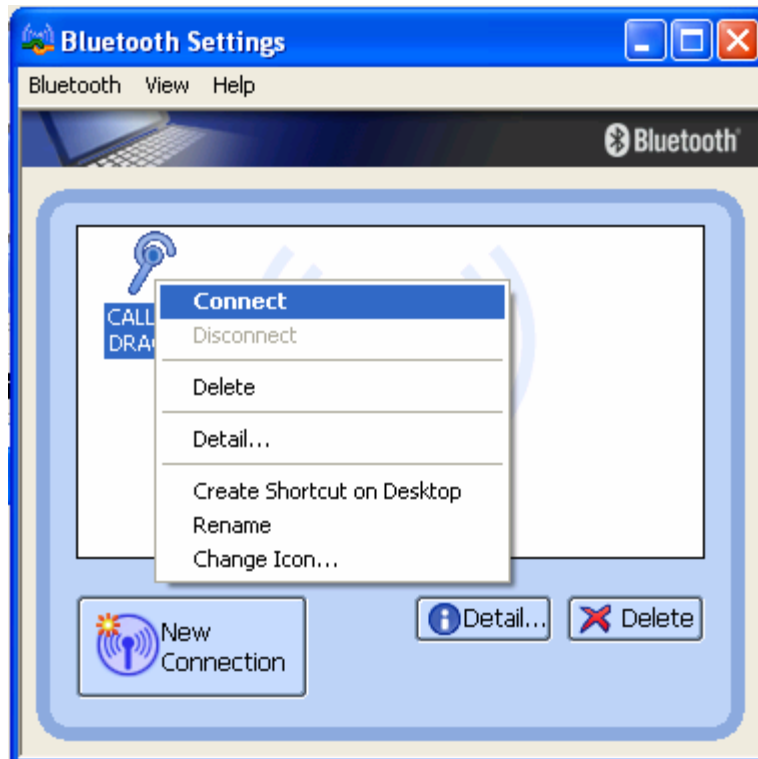 Bluetooth Settings
Bluetooth View Help
Bluetooth
CALL
DRA
Connect
Disconnect
Delete
Detail...
Create Shortcut on Desktop
Rename
Change Icon...
New
Connection
Detail...
Delete